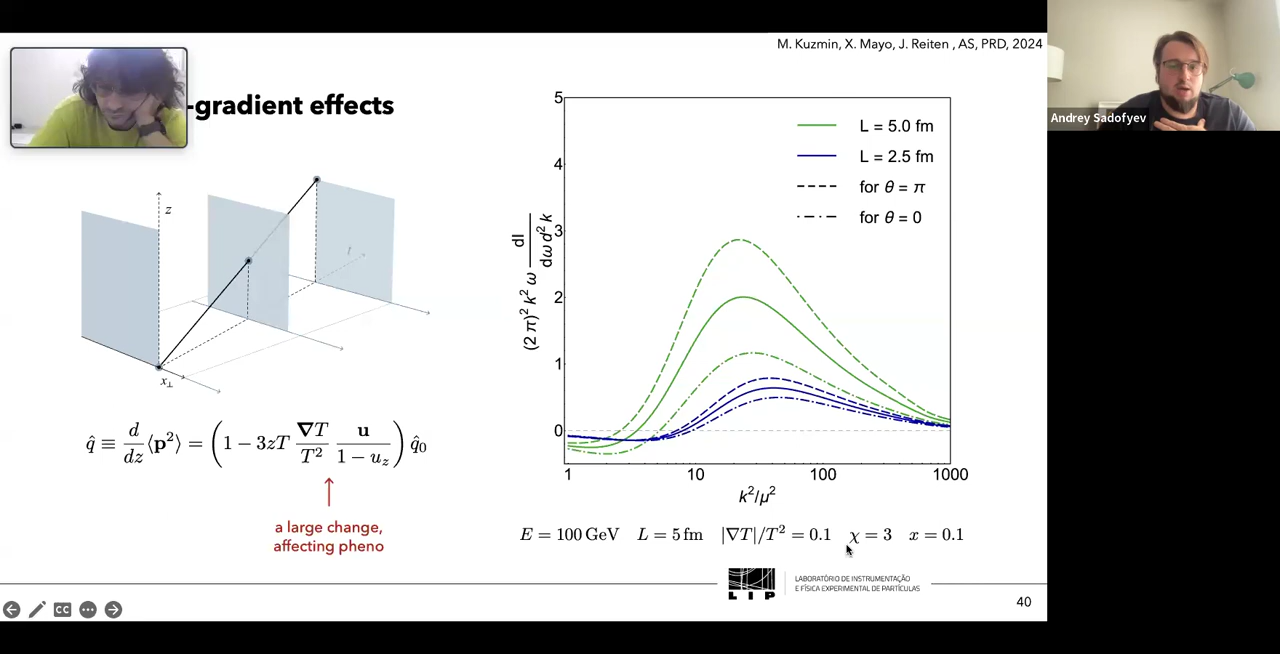 M. Kuzmin, X. Mayo, J. Reiten , AS, PRD, 2024
-gradient effects
Andrey Sadofyev
z
t
x⊥
q̂ ≡ d/dz ⟨p²⟩ = (1 − 3zT ∇T/T² u/(1 − u_z)) q̂₀
a large change,
affecting pheno
5
4
3
2
1
0
(2 π)² k² ω dI/dω d² k
L = 5.0 fm
L = 2.5 fm
for θ = π
for θ = 0
1 10 100 1000
k²/μ²
E = 100 GeV L = 5 fm |∇T|/T² = 0.1 χ = 3 x = 0.1
LIP
LABORATÓRIO DE INSTRUMENTAÇÃO
E FÍSICA EXPERIMENTAL DE PARTÍCULAS
CC
40